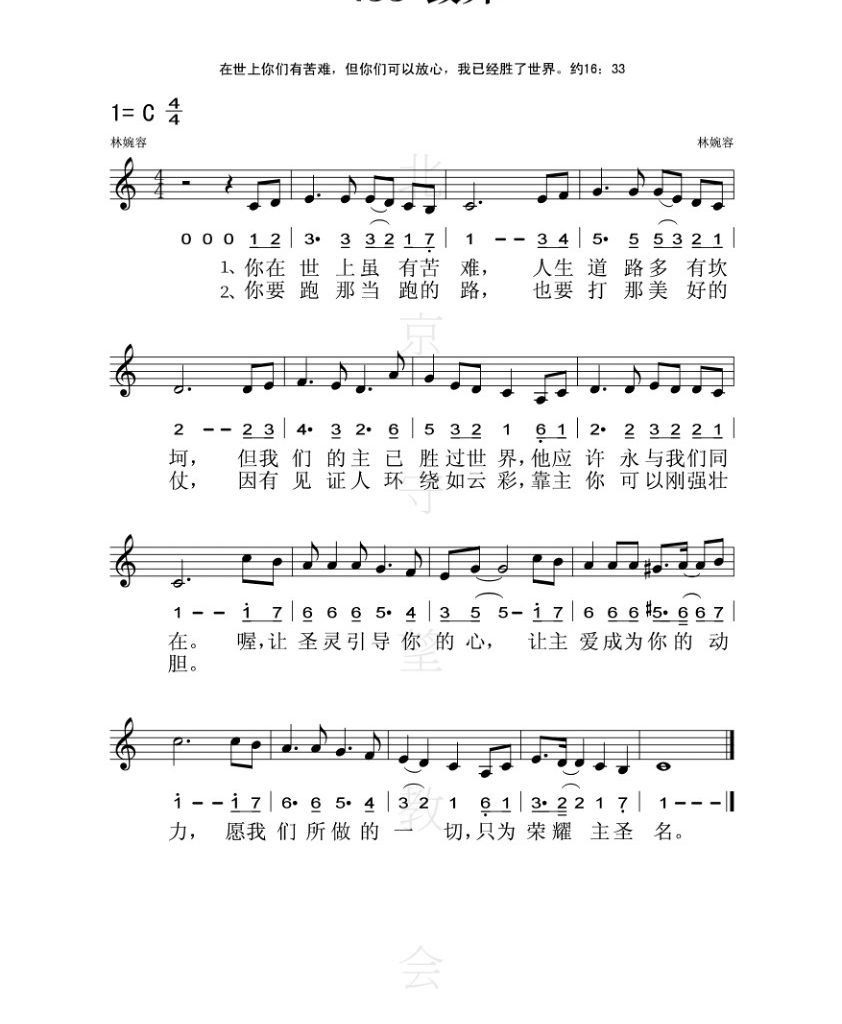 在世上你们有苦难，但你们可以放心，我已经胜了世界。约16：33
1= C 4/4
林婉容 林婉容
0 0 0 1 2 | 3· 3 3 2 1 7 | 1 - - 3 4 | 5· 5 5 3 2 1 |
1、你在 世 上虽 有苦 难， 人生 道 路多 有坎
2、你要 跑 那当 跑的 路， 也要 打 那美 好的
2 - - 2 3 | 4· 3 2· 6 | 5 3 2 1 6 1 | 2· 2 3 2 2 1 |
坷， 但我 们 的主 已 胜过世 界，他应 许 永与我们同
仗， 因有 见 证人 环 绕如云 彩，靠主 你 可以刚强壮
1 - - 1 7 | 6 6 6 5· 4 | 3 5 5 - 1 7 | 6 6 6 #5· 6 6 7 |
在。 喔，让 圣灵引导你 的心， 让主 爱成为你的 动
胆。
1 - - 1 7 | 6· 6 5· 4 | 3 2 1 6 1 | 3· 2 2 1 7 | 1 - - - ‖
力， 愿我 们所做的 一 切，只为 荣耀 主圣 名。
北
京
守
望
教
会